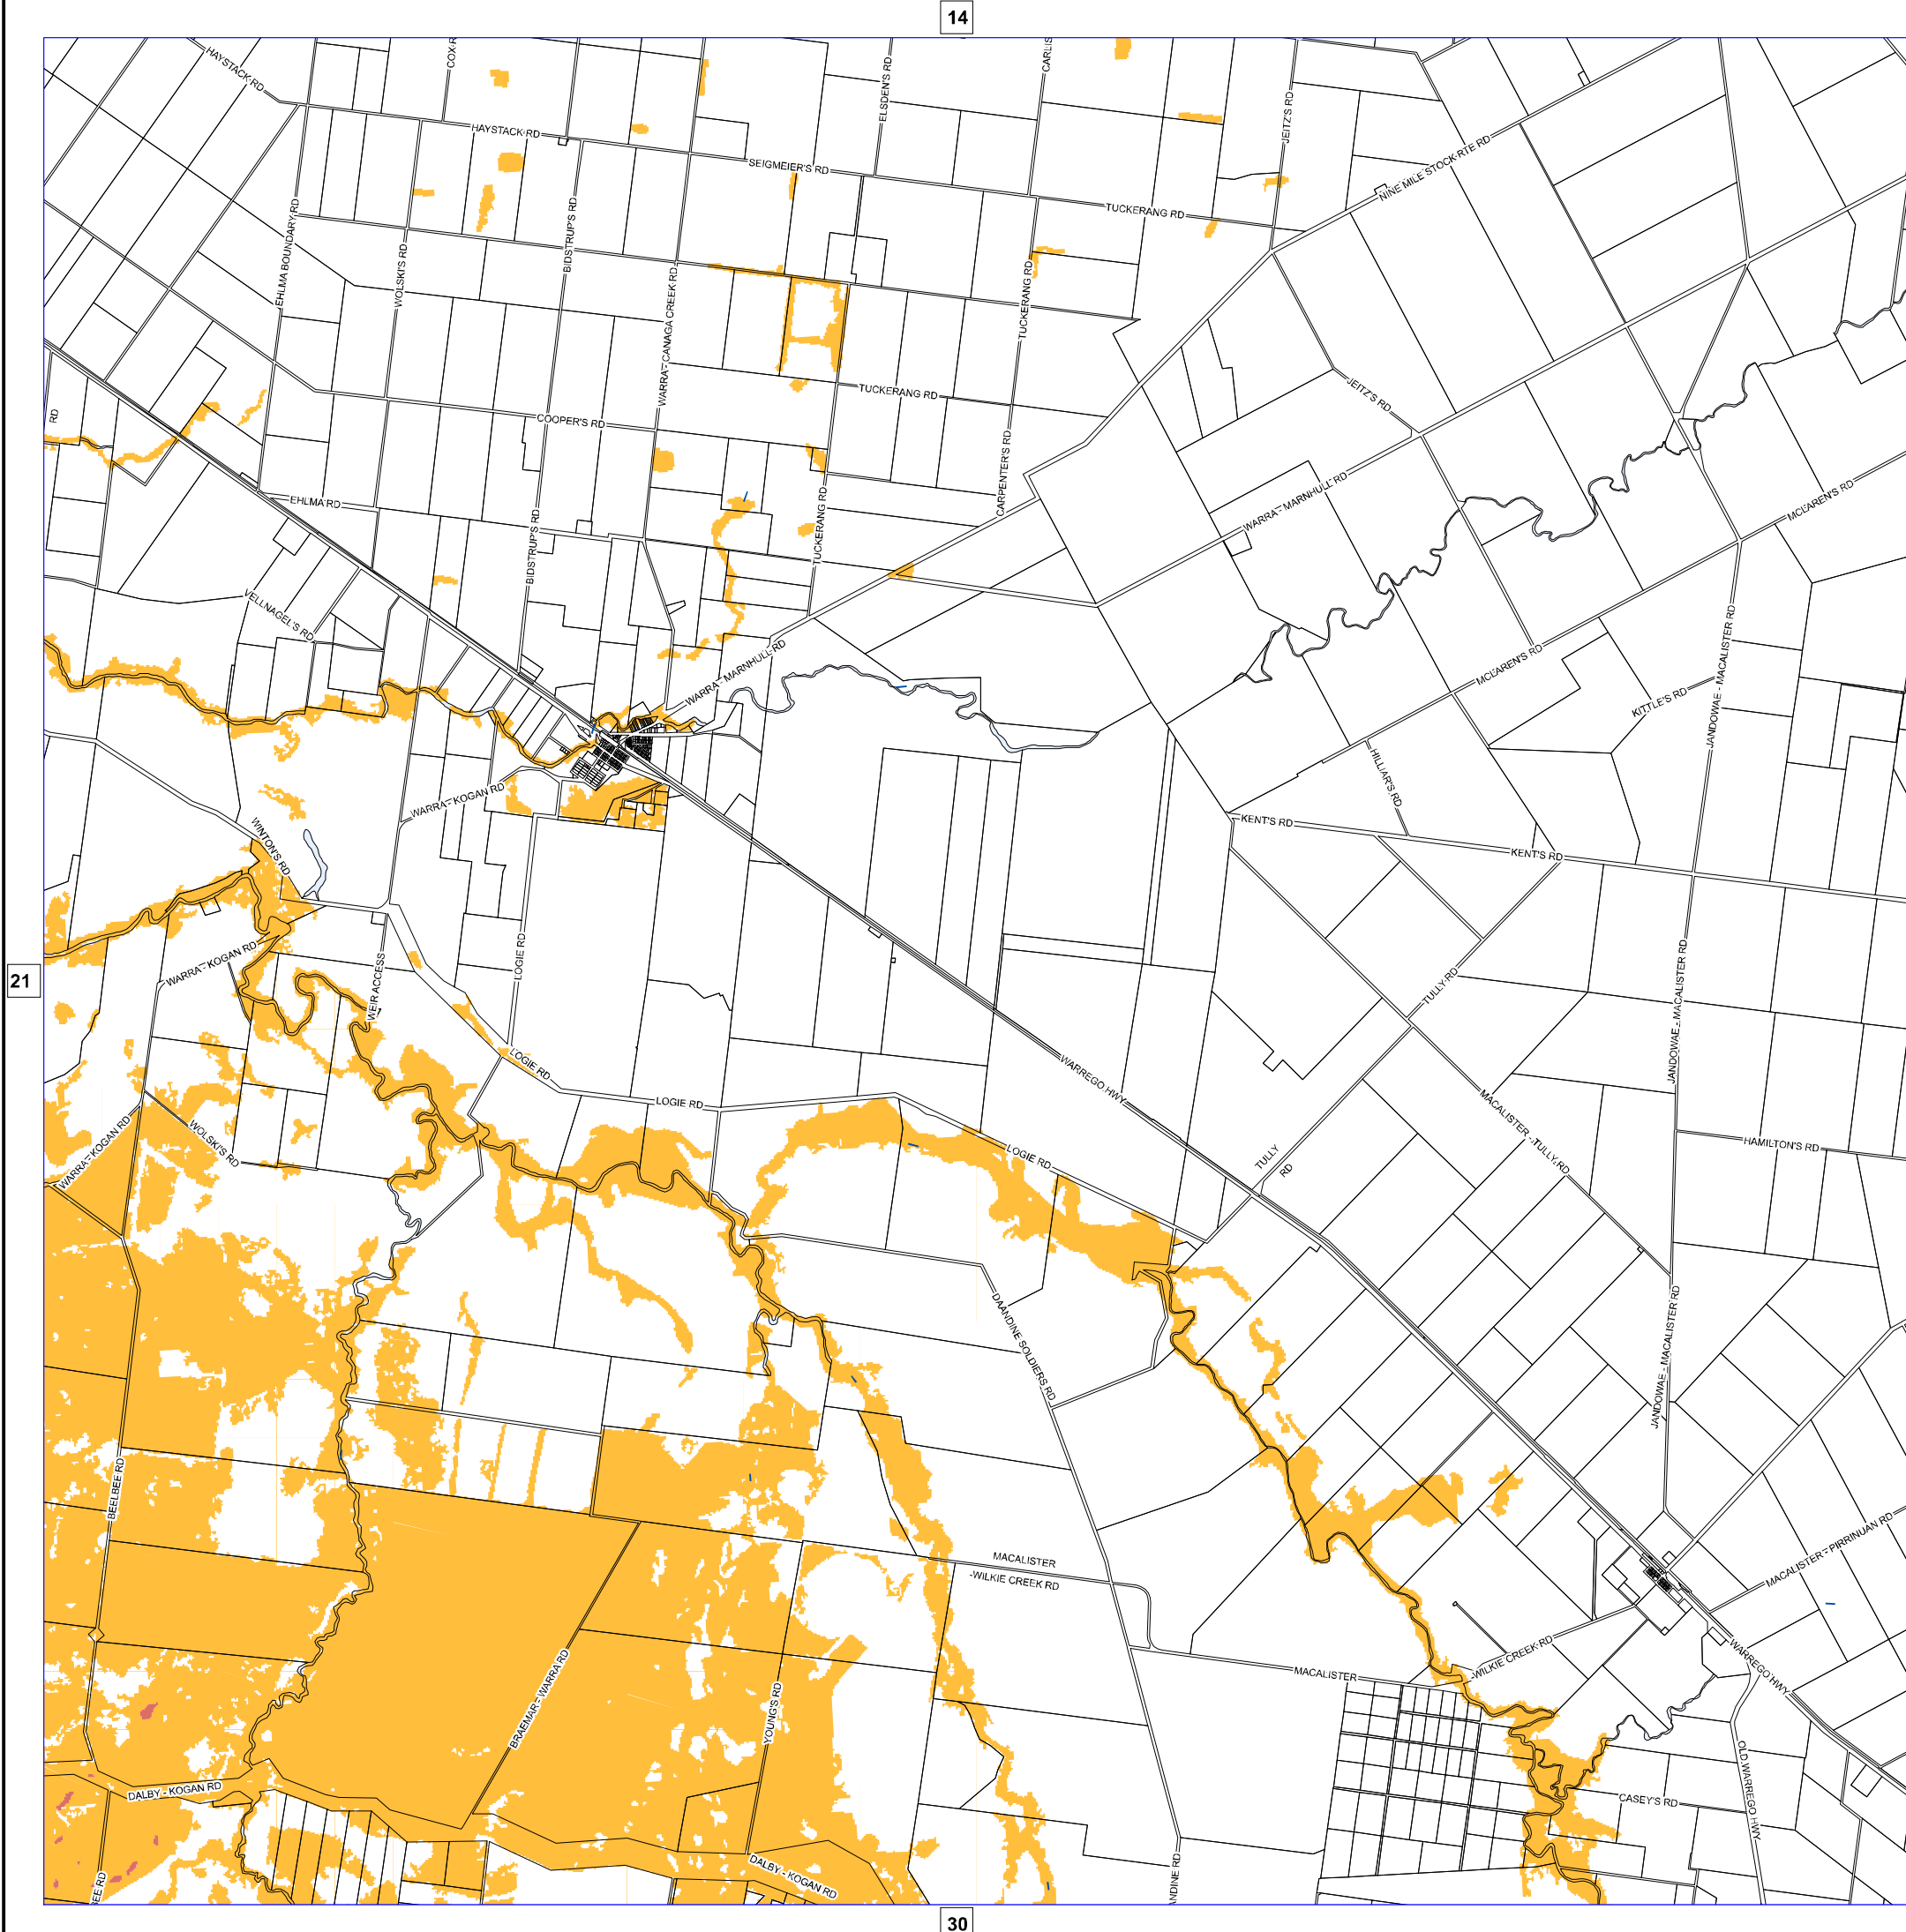 14
HAYSTACK RD
COX R
ELSDEN'S RD
CARLIS
JEITZ'S RD
HAYSTACK RD
SEIGMEIER'S RD
NINE MILE STOCK RTE RD
TUCKERANG RD
EHLMA BOUNDARY RD
WOLSKI'S RD
BIDSTRUP'S RD
WARRA - CANAGA CREEK RD
TUCKERANG RD
JEITZ'S RD
TUCKERANG RD
RD
COOPER'S RD
CARPENTER'S RD
WARRA - MARNHULL RD
MCLAREN'S RD
EHLMA RD
BIDSTRUP'S RD
TUCKERANG RD
VELLNAGEL'S RD
WARRA - MARNHULL RD
MCLAREN'S RD
JANDOWAE - MACALISTER RD
KITTLE'S RD
HILLIAR'S RD
WARRA - KOGAN RD
WINTON'S RD
KENT'S RD
KENT'S RD
LOGIE RD
WARRA - KOGAN RD
WEIR ACCESS
21
TULLY RD
JANDOWAE - MACALISTER RD
LOGIE RD
WARREGO HWY
LOGIE RD
MACALISTER - TULLY RD
WOLSKI'S RD
WARRA - KOGAN RD
LOGIE RD
TULLY
RD
HAMILTON'S RD
DAANDINE SOLDIERS RD
JANDOWAE - MACALISTER RD
BEELBEE RD
MACALISTER
-WILKIE CREEK RD
MACALISTER - PIRRINUAN RD
BRAEMAR - WARRA RD
YOUNG'S RD
MACALISTER
-WILKIE CREEK RD
WARREGO HWY
OLD WARREGO HWY
DALBY - KOGAN RD
CASEY'S RD
DALBY - KOGAN RD
BEE RD
ANDINE RD
30